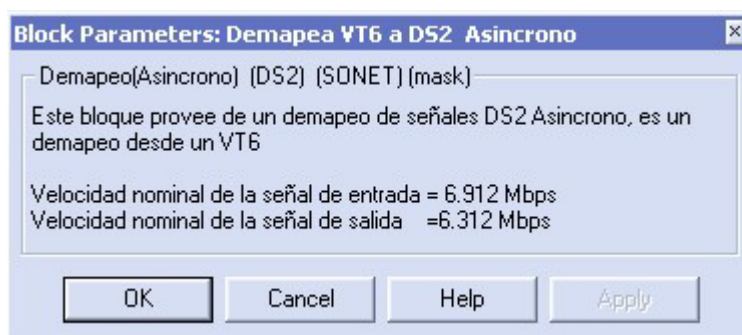 Block Parameters: Demapea VT6 a DS2 Asincrono
Demapeo(Asincrono) (DS2) (SONET) (mask)
Este bloque provee de un demapeo de señales DS2 Asincrono, es un
demapeo desde un VT6
Velocidad nominal de la señal de entrada = 6.912 Mbps
Velocidad nominal de la señal de salida =6.312 Mbps
OK Cancel Help Apply